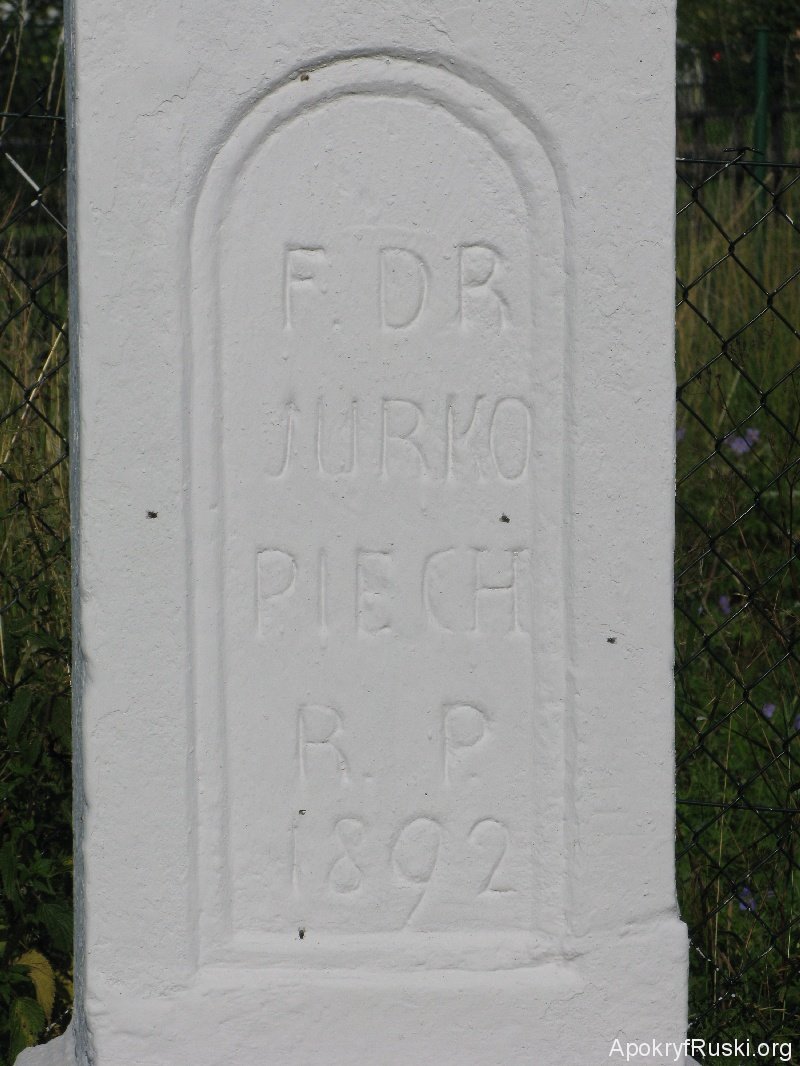 F. DR
JURKO
PIECH
R. P.
1892
ApokryfRuski.org